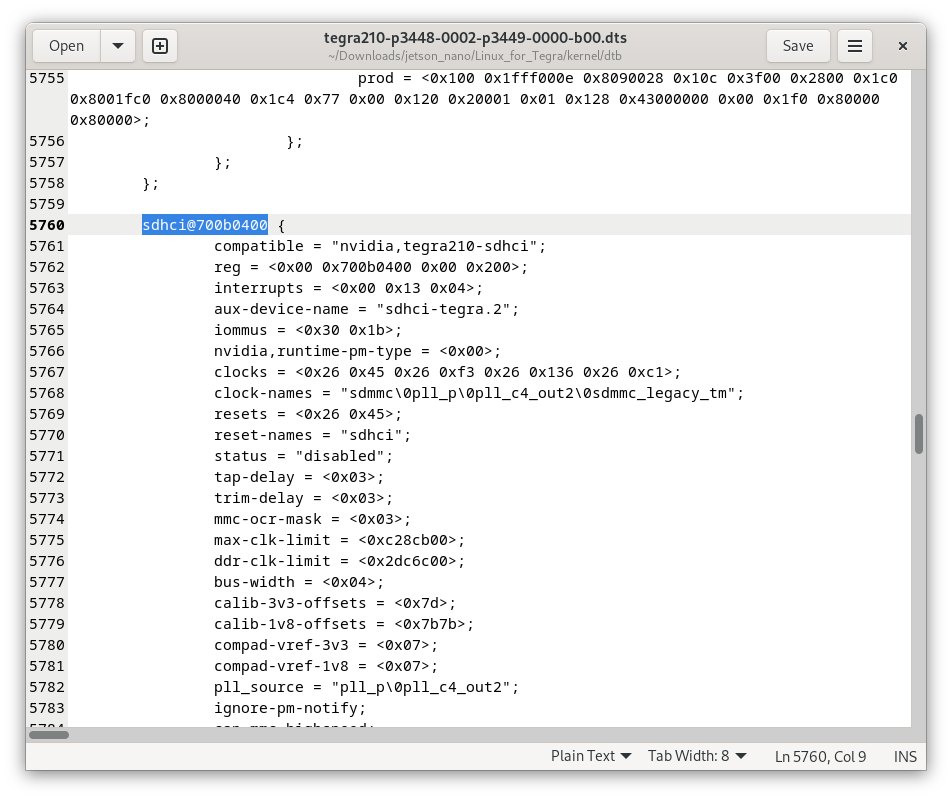 Open
tegra210-p3448-0002-p3449-0000-b00.dts
~/Downloads/jetson_nano/Linux_for_Tegra/kernel/dtb
Save
5755 prod = <0x100 0x1fff000e 0x8090028 0x10c 0x3f00 0x2800 0x1c0
0x8001fc0 0x8000040 0x1c4 0x77 0x00 0x120 0x20001 0x01 0x128 0x43000000 0x00 0x1f0 0x80000
0x80000>;
5756 };
5757 };
5758 };
5759
5760 sdhci@700b0400 {
5761 compatible = "nvidia,tegra210-sdhci";
5762 reg = <0x00 0x700b0400 0x00 0x200>;
5763 interrupts = <0x00 0x13 0x04>;
5764 aux-device-name = "sdhci-tegra.2";
5765 iommus = <0x30 0x1b>;
5766 nvidia,runtime-pm-type = <0x00>;
5767 clocks = <0x26 0x45 0x26 0xf3 0x26 0x136 0x26 0xc1>;
5768 clock-names = "sdmmc\0pll_p\0pll_c4_out2\0sdmmc_legacy_tm";
5769 resets = <0x26 0x45>;
5770 reset-names = "sdhci";
5771 status = "disabled";
5772 tap-delay = <0x03>;
5773 trim-delay = <0x03>;
5774 mmc-ocr-mask = <0x03>;
5775 max-clk-limit = <0xc28cb00>;
5776 ddr-clk-limit = <0x2dc6c00>;
5777 bus-width = <0x04>;
5778 calib-3v3-offsets = <0x7d>;
5779 calib-1v8-offsets = <0x7b7b>;
5780 compad-vref-3v3 = <0x07>;
5781 compad-vref-1v8 = <0x07>;
5782 pll_source = "pll_p\0pll_c4_out2";
5783 ignore-pm-notify;
5784 cap-mmc-highspeed;
Plain Text
Tab Width: 8
Ln 5760, Col 9
INS